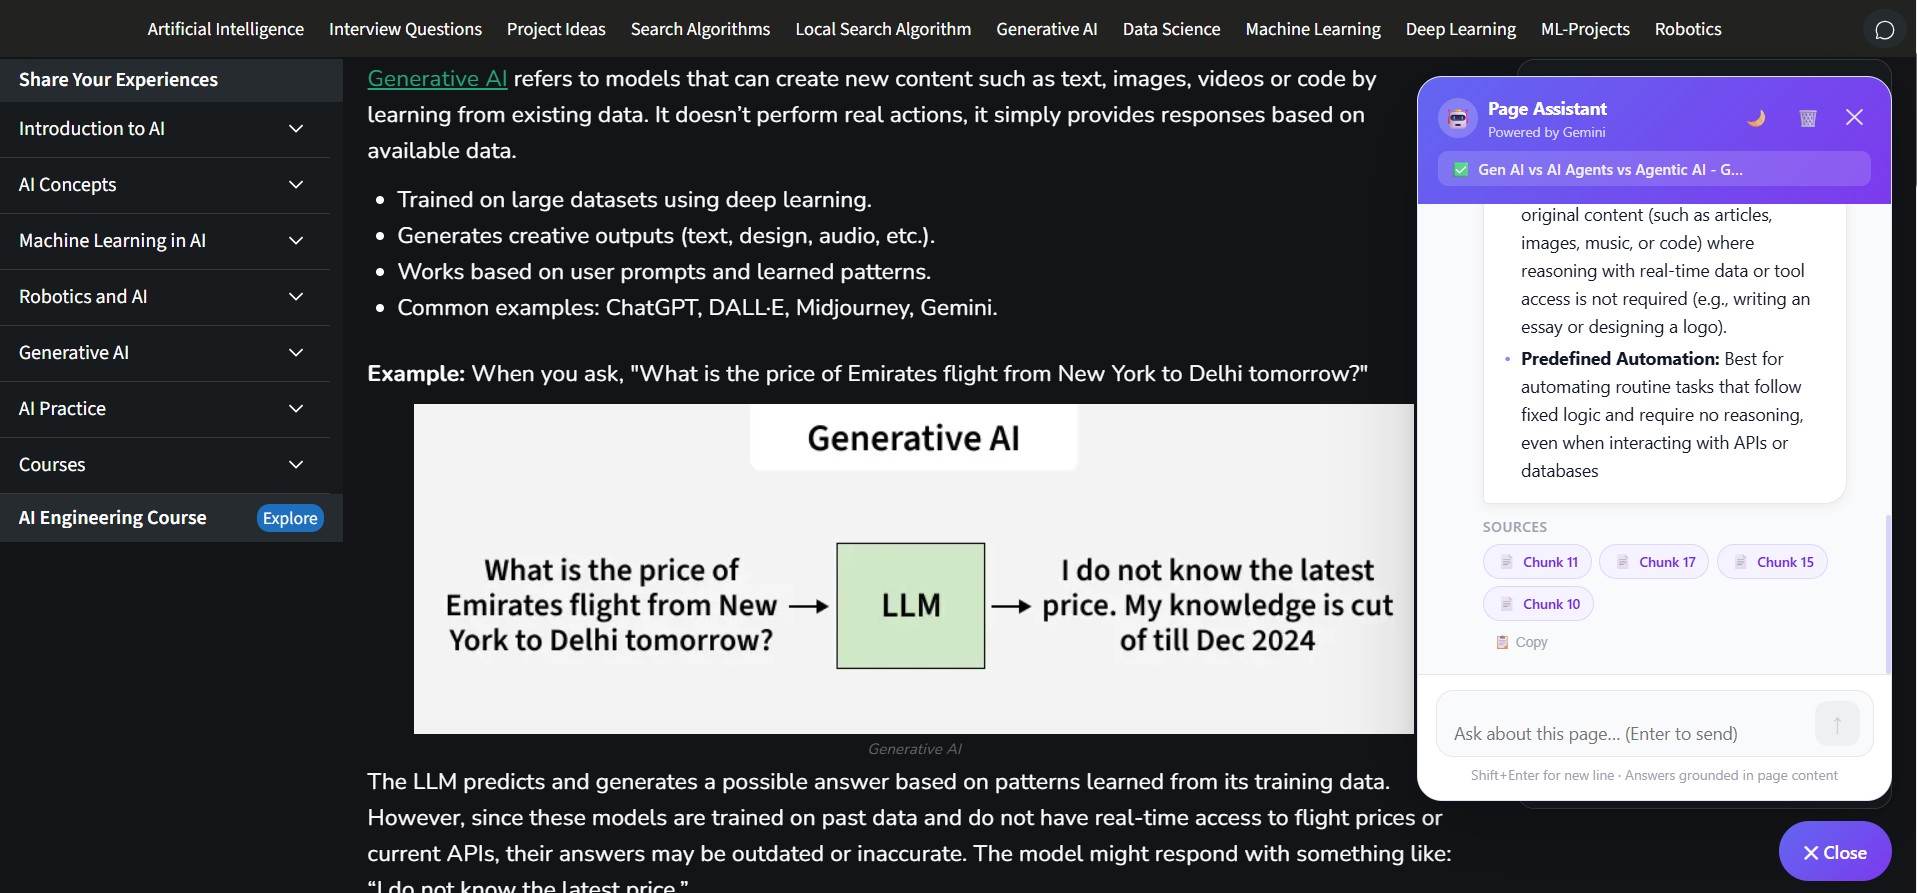 Artificial Intelligence Interview Questions Project Ideas Search Algorithms Local Search Algorithm Generative AI Data Science Machine Learning Deep Learning ML-Projects Robotics
Share Your Experiences
Introduction to AI
AI Concepts
Machine Learning in AI
Robotics and AI
Generative AI
AI Practice
Courses
AI Engineering Course Explore
Generative AI refers to models that can create new content such as text, images, videos or code by
learning from existing data. It doesn’t perform real actions, it simply provides responses based on
available data.
• Trained on large datasets using deep learning.
• Generates creative outputs (text, design, audio, etc.).
• Works based on user prompts and learned patterns.
• Common examples: ChatGPT, DALL·E, Midjourney, Gemini.
Example: When you ask, "What is the price of Emirates flight from New York to Delhi tomorrow?"
Generative AI
What is the price of
Emirates flight from New
York to Delhi tomorrow?
LLM
I do not know the latest
price. My knowledge is cut
of till Dec 2024
Generative AI
The LLM predicts and generates a possible answer based on patterns learned from its training data.
However, since these models are trained on past data and do not have real-time access to flight prices or
current APIs, their answers may be outdated or inaccurate. The model might respond with something like:
“I do not know the latest price.”
Page Assistant
Powered by Gemini
Gen AI vs AI Agents vs Agentic AI - G...
original content (such as articles,
images, music, or code) where
reasoning with real-time data or tool
access is not required (e.g., writing an
essay or designing a logo).
• Predefined Automation: Best for
automating routine tasks that follow
fixed logic and require no reasoning,
even when interacting with APIs or
databases
SOURCES
Chunk 11 Chunk 17 Chunk 15
Chunk 10
Copy
Ask about this page... (Enter to send)
Shift+Enter for new line · Answers grounded in page content
Close